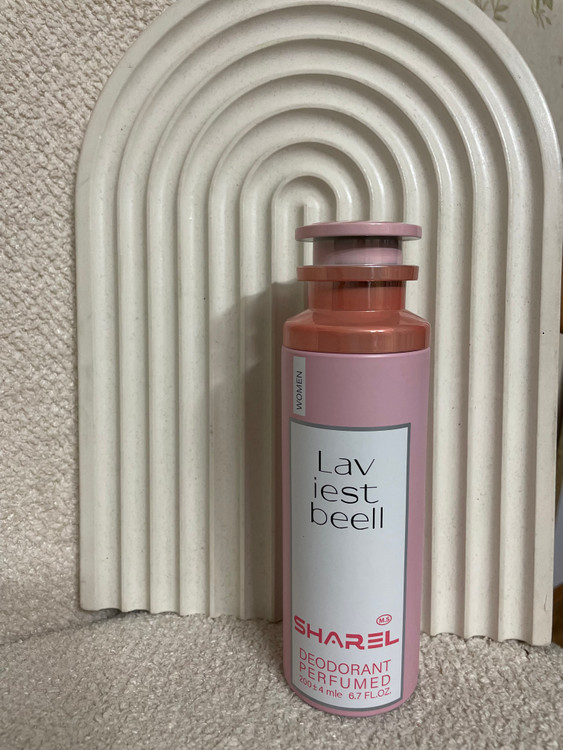 WOMEN
Lav
iest
beell
M.S
SHAREL
DEODORANT
PERFUMED
200±4 mle 6.7 FL.OZ.